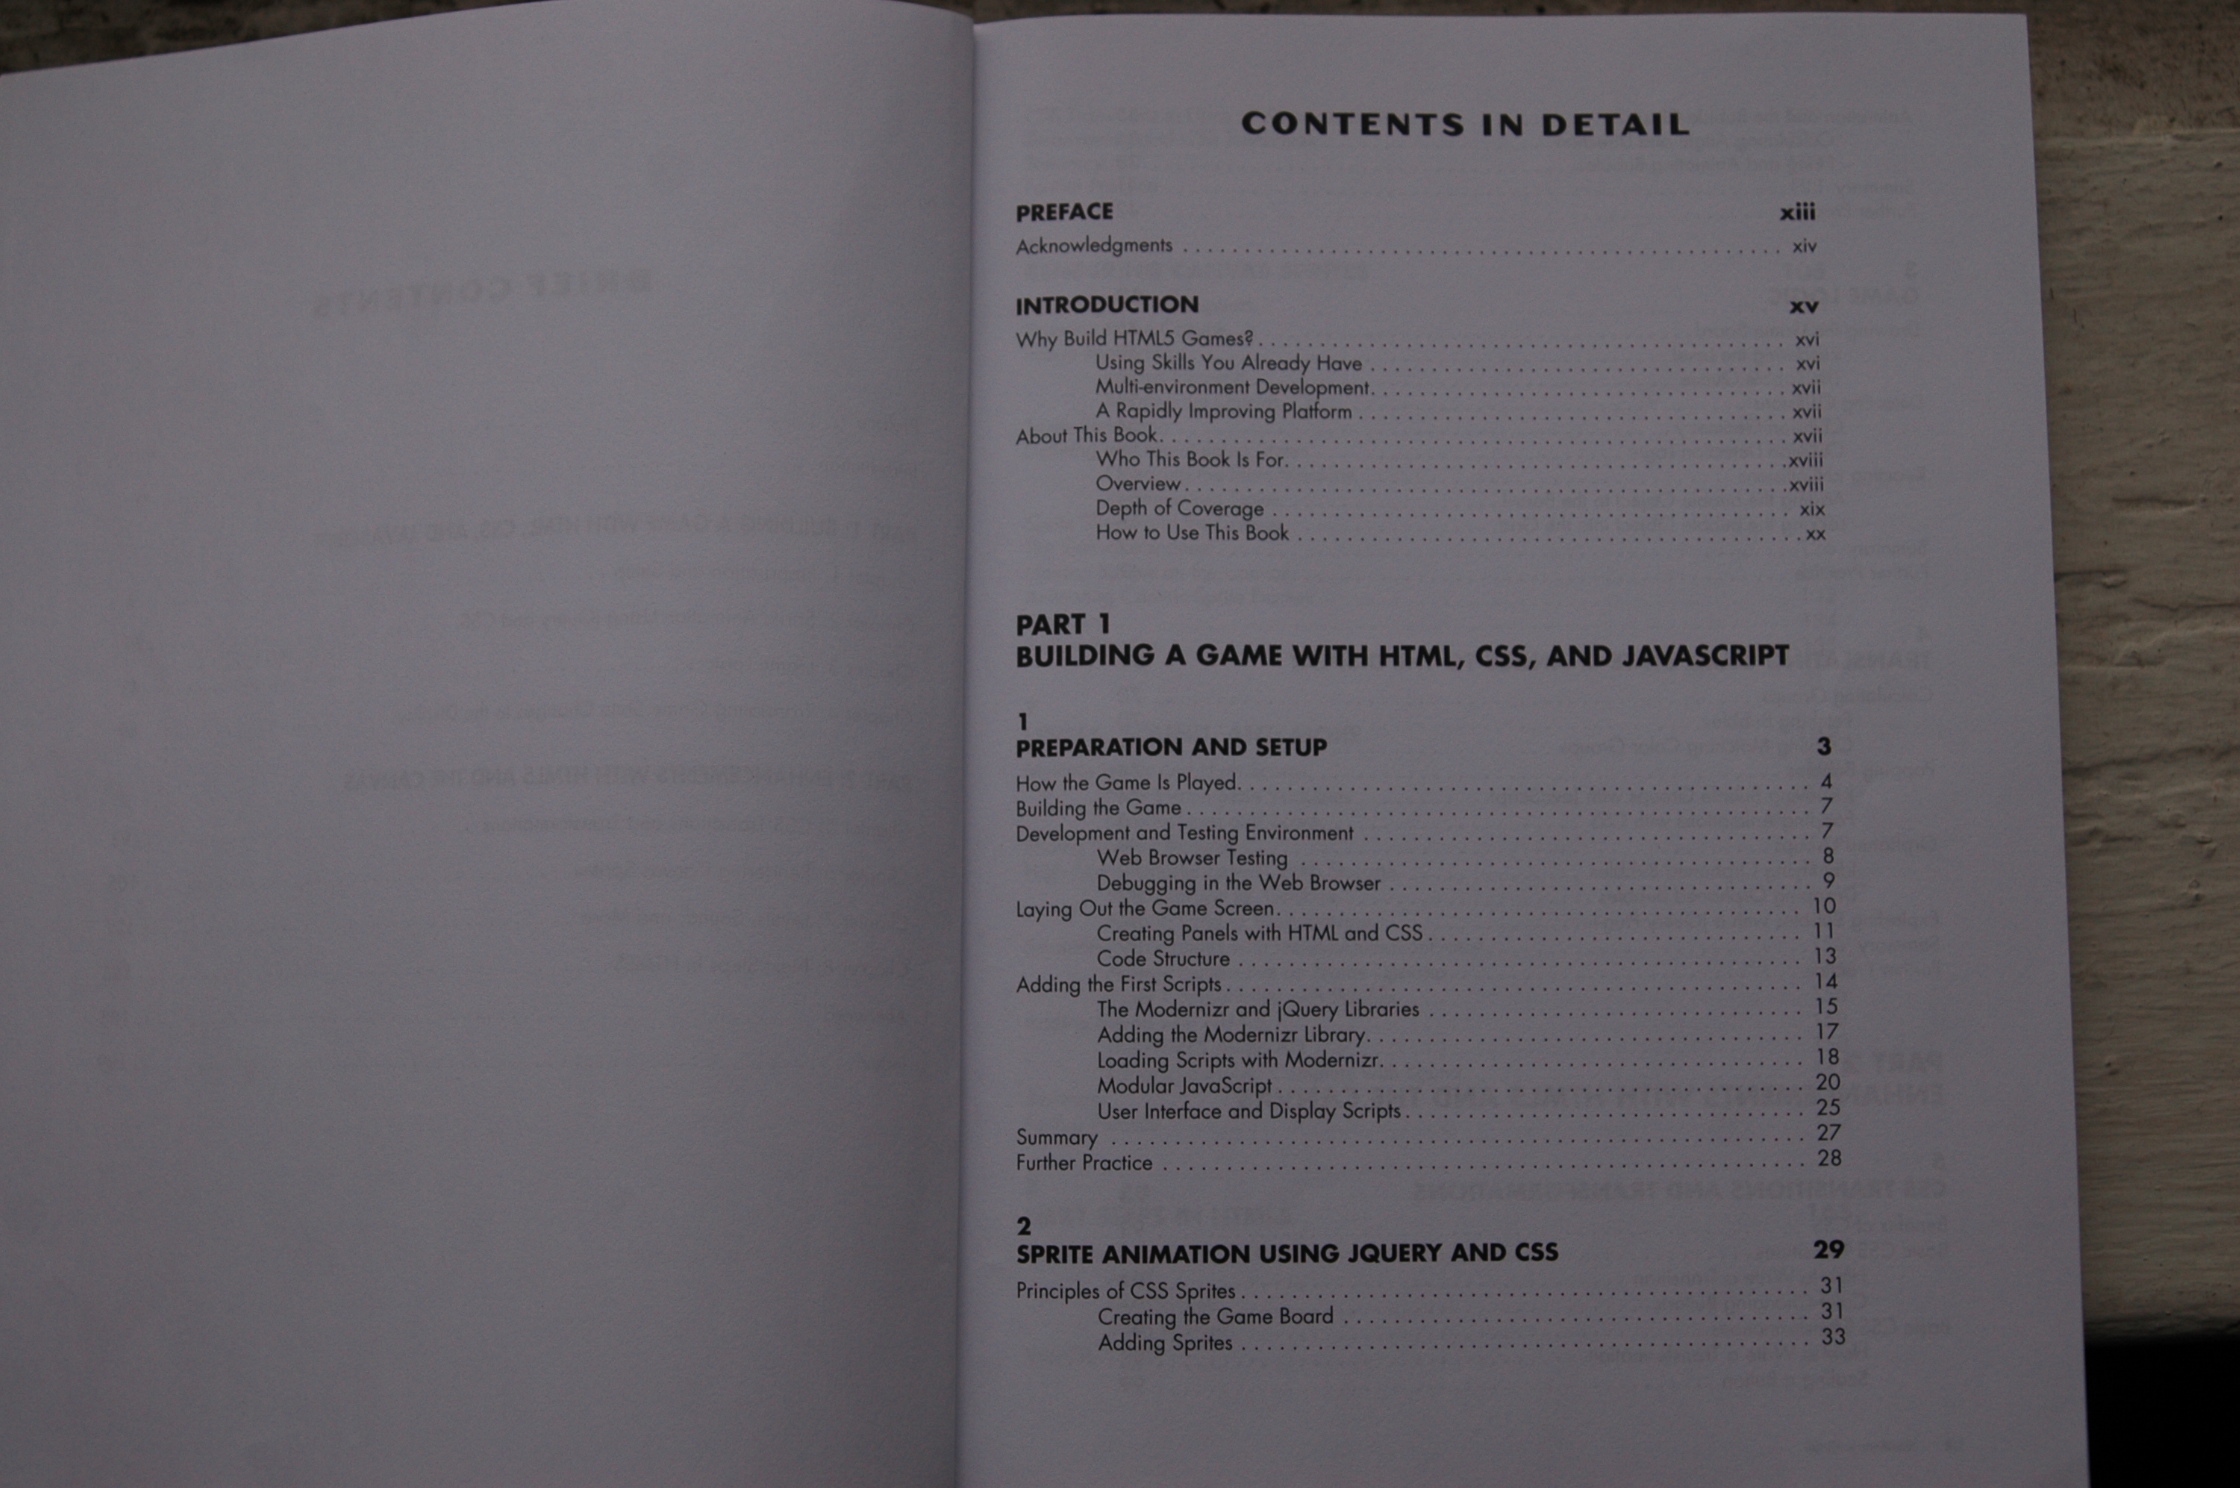 CONTENTS IN DETAIL
PREFACE xiii
Acknowledgments . . . . . . . . . . xiv
INTRODUCTION xv
Why Build HTML5 Games? . . . . . . . . . . xvi
Using Skills You Already Have . . . . . . . . . . xvi
Multi-environment Development . . . . . . . . . . xvii
A Rapidly Improving Platform . . . . . . . . . . xvii
About This Book . . . . . . . . . . xvii
Who This Book Is For . . . . . . . . . . xviii
Overview . . . . . . . . . . xviii
Depth of Coverage . . . . . . . . . . xix
How to Use This Book . . . . . . . . . . xx
PART 1
BUILDING A GAME WITH HTML, CSS, AND JAVASCRIPT
1
PREPARATION AND SETUP 3
How the Game Is Played . . . . . . . . . . 4
Building the Game . . . . . . . . . . 7
Development and Testing Environment . . . . . . . . . . 7
Web Browser Testing . . . . . . . . . . 8
Debugging in the Web Browser . . . . . . . . . . 9
Laying Out the Game Screen . . . . . . . . . . 10
Creating Panels with HTML and CSS . . . . . . . . . . 11
Code Structure . . . . . . . . . . 13
Adding the First Scripts . . . . . . . . . . 14
The Modernizr and jQuery Libraries . . . . . . . . . . 15
Adding the Modernizr Library . . . . . . . . . . 17
Loading Scripts with Modernizr . . . . . . . . . . 18
Modular JavaScript . . . . . . . . . . 20
User Interface and Display Scripts . . . . . . . . . . 25
Summary . . . . . . . . . . 27
Further Practice . . . . . . . . . . 28
2
SPRITE ANIMATION USING JQUERY AND CSS 29
Principles of CSS Sprites . . . . . . . . . . 31
Creating the Game Board . . . . . . . . . . 31
Adding Sprites . . . . . . . . . . 33